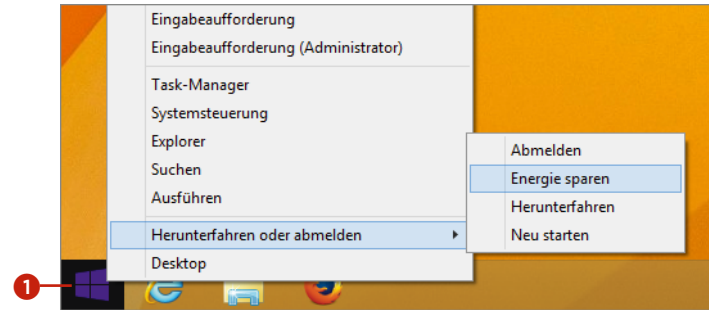 Eingabeaufforderung
Eingabeaufforderung (Administrator)
Task-Manager
Systemsteuerung
Explorer
Suchen
Ausführen
Herunterfahren oder abmelden
Desktop
Abmelden
Energie sparen
Herunterfahren
Neu starten
1